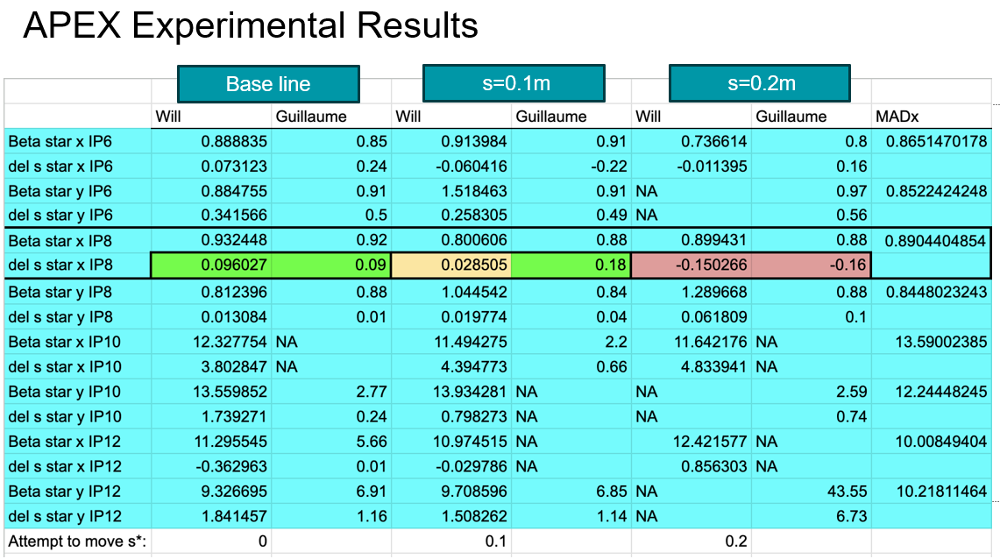 APEX Experimental Results
Base line s=0.1m s=0.2m
Will Guillaume Will Guillaume Will Guillaume MADx
Beta star x IP6 0.888835 0.85 0.913984 0.91 0.736614 0.8 0.8651470178
del s star x IP6 0.073123 0.24 -0.060416 -0.22 -0.011395 0.16
Beta star y IP6 0.884755 0.91 1.518463 0.91 NA 0.97 0.8522424248
del s star y IP6 0.341566 0.5 0.258305 0.49 NA 0.56
Beta star x IP8 0.932448 0.92 0.800606 0.88 0.899431 0.88 0.8904404854
del s star x IP8 0.096027 0.09 0.028505 0.18 -0.150266 -0.16
Beta star y IP8 0.812396 0.88 1.044542 0.84 1.289668 0.88 0.8448023243
del s star y IP8 0.013084 0.01 0.019774 0.04 0.061809 0.1
Beta star x IP10 12.327754 NA 11.494275 2.2 11.642176 NA 13.59002385
del s star x IP10 3.802847 NA 4.394773 0.66 4.833941 NA
Beta star y IP10 13.559852 2.77 13.934281 NA NA 2.59 12.24448245
del s star y IP10 1.739271 0.24 0.798273 NA NA 0.74
Beta star x IP12 11.295545 5.66 10.974515 NA 12.421577 NA 10.00849404
del s star x IP12 -0.362963 0.01 -0.029786 NA 0.856303 NA
Beta star y IP12 9.326695 6.91 9.708596 6.85 NA 43.55 10.21811464
del s star y IP12 1.841457 1.16 1.508262 1.14 NA 6.73
Attempt to move s*: 0 0.1 0.2